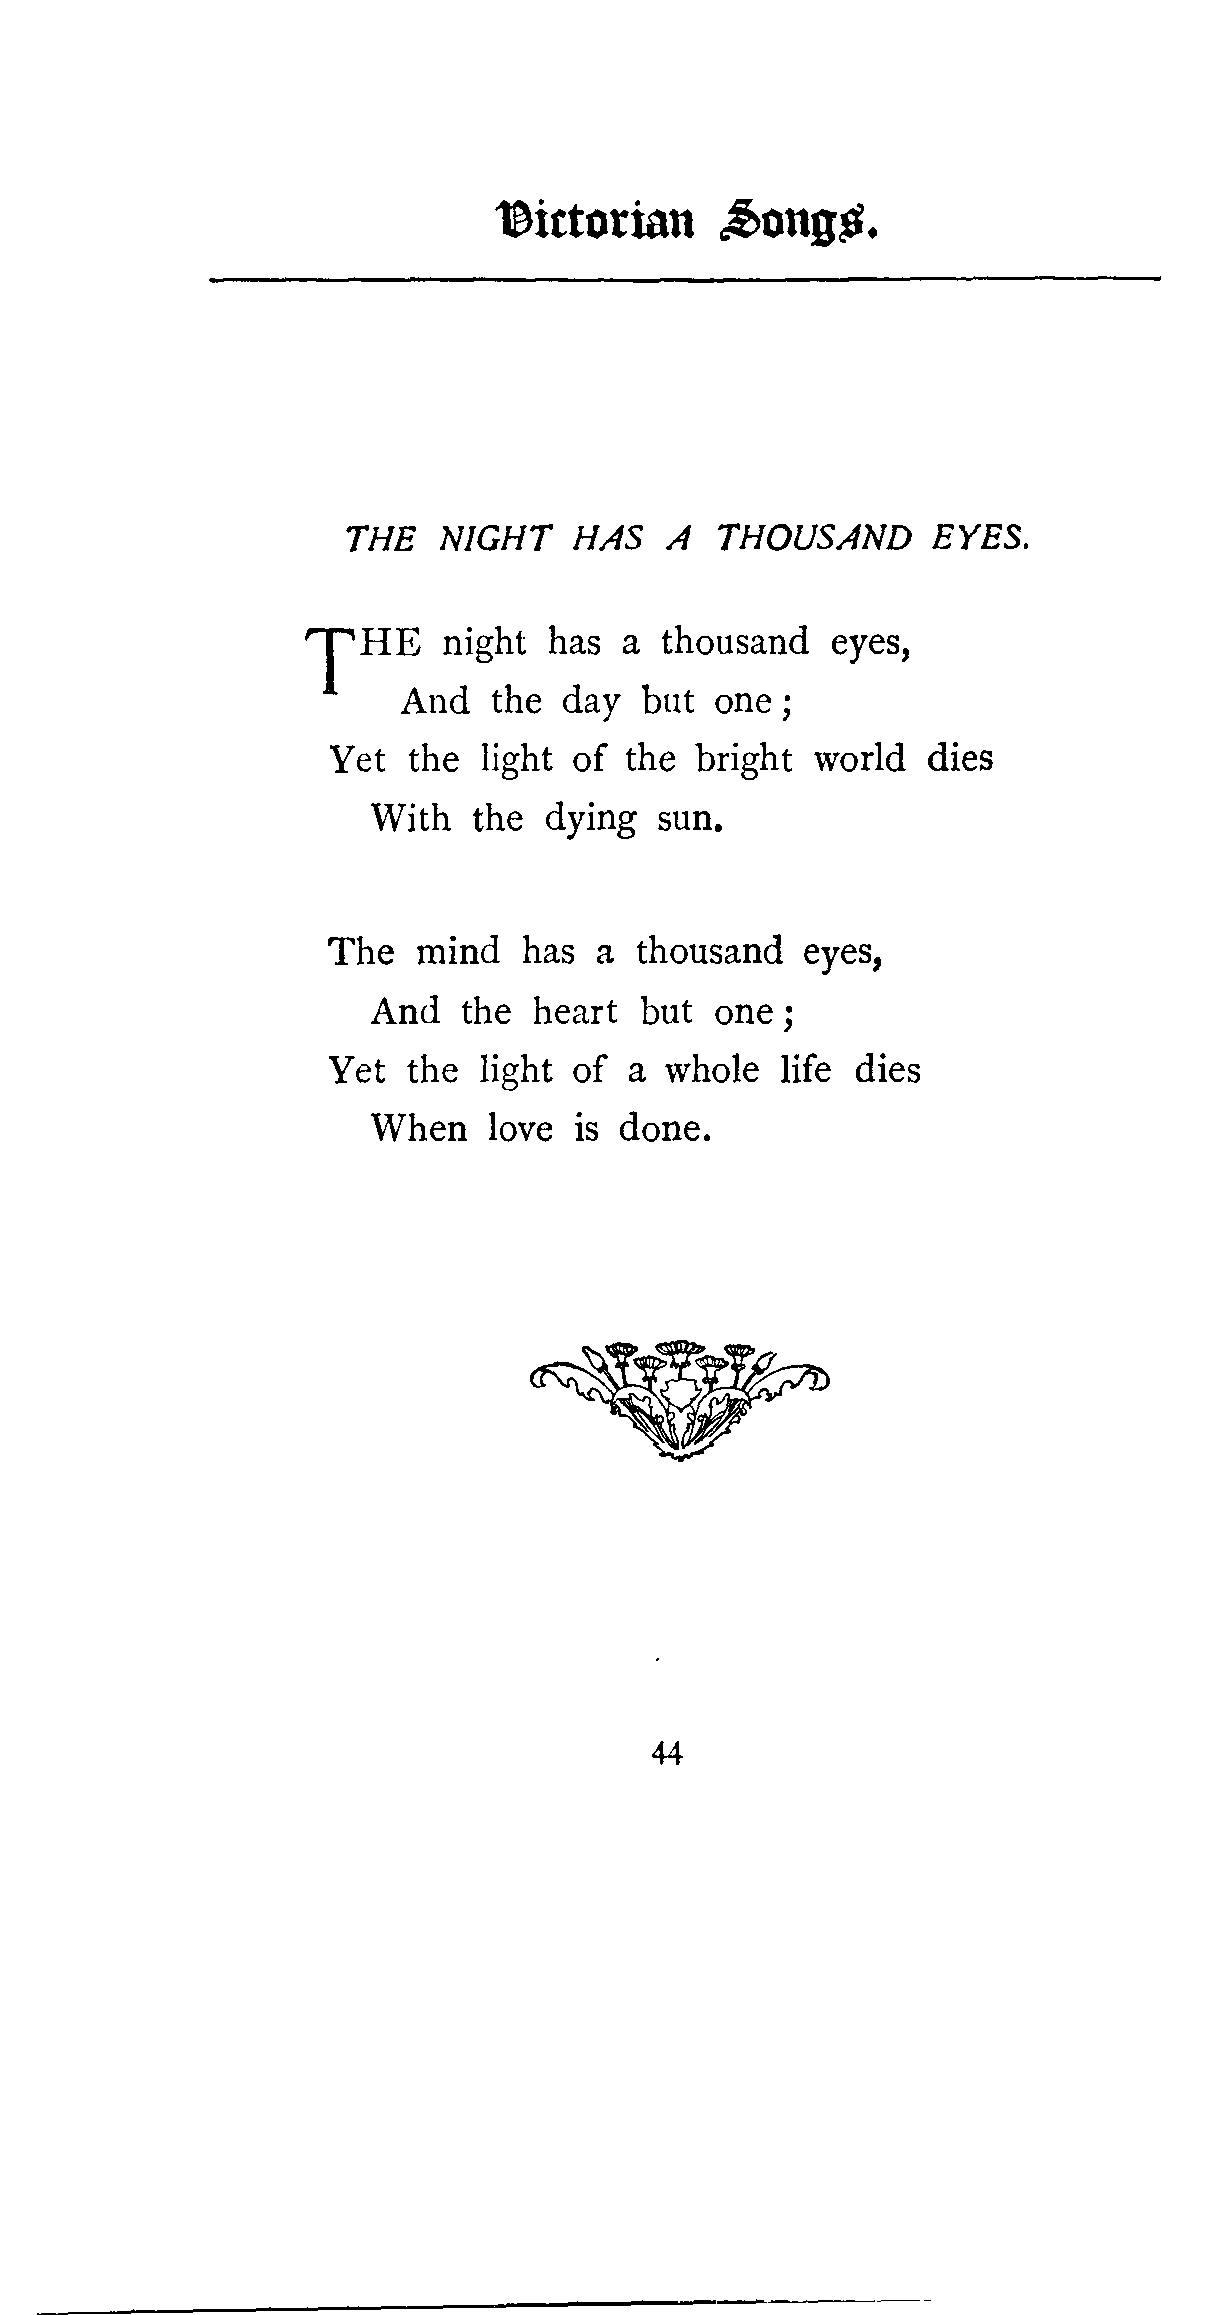 Victorian Songs.
THE NIGHT HAS A THOUSAND EYES.
THE night has a thousand eyes,
And the day but one ;
Yet the light of the bright world dies
With the dying sun.
The mind has a thousand eyes,
And the heart but one ;
Yet the light of a whole life dies
When love is done.
44